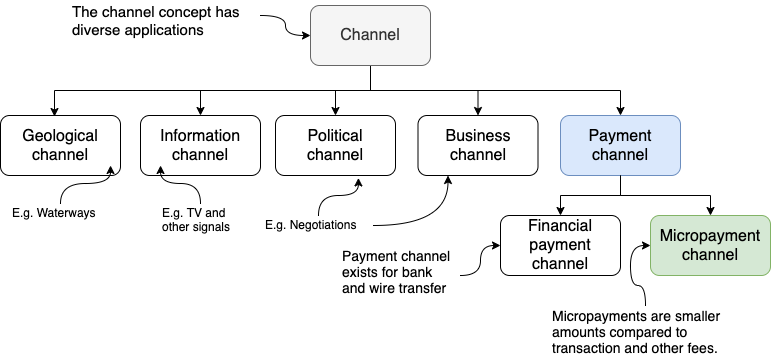 The channel concept has
diverse applications
Channel
Geological
channel
Information
channel
Political
channel
Business
channel
Payment
channel
E.g. Waterways
E.g. TV and
other signals
E.g. Negotiations
Financial
payment
channel
Micropayment
channel
Payment channel
exists for bank
and wire transfer
Micropayments are smaller
amounts compared to
transaction and other fees.